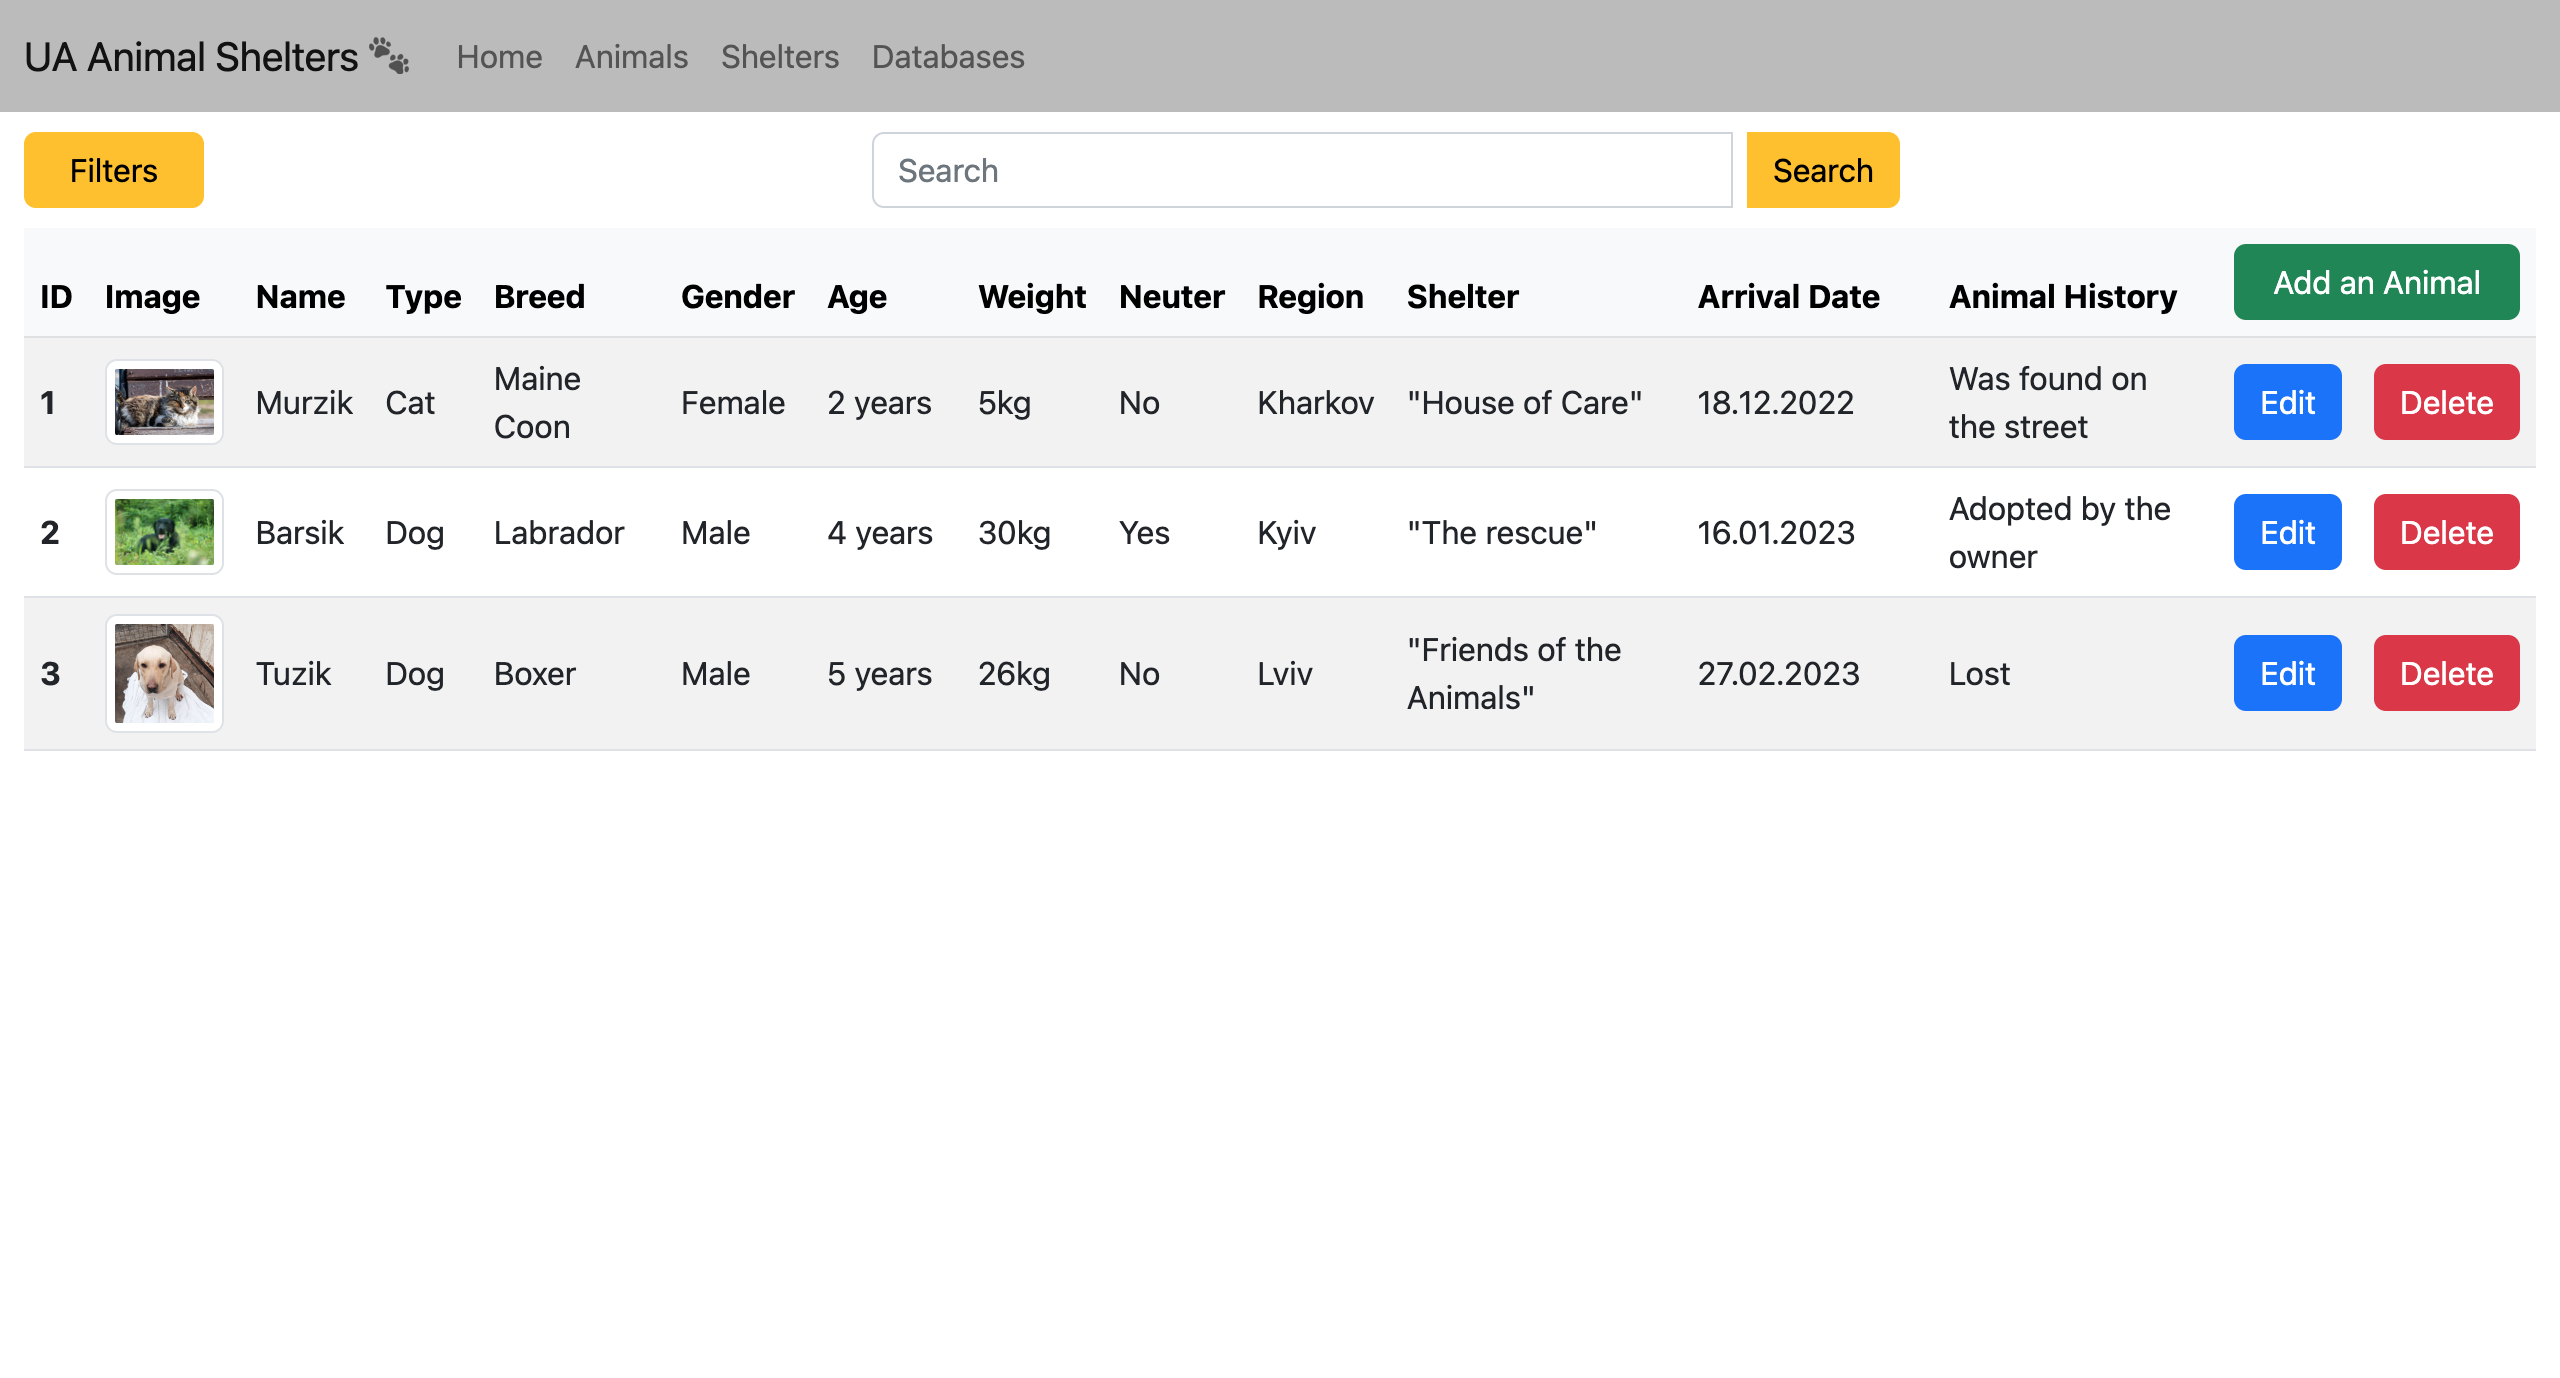 UA Animal Shelters Home Animals Shelters Databases
Filters Search Search
ID Image Name Type Breed Gender Age Weight Neuter Region Shelter Arrival Date Animal History Add an Animal
1 Murzik Cat Maine Coon Female 2 years 5kg No Kharkov "House of Care" 18.12.2022 Was found on the street Edit Delete
2 Barsik Dog Labrador Male 4 years 30kg Yes Kyiv "The rescue" 16.01.2023 Adopted by the owner Edit Delete
3 Tuzik Dog Boxer Male 5 years 26kg No Lviv "Friends of the Animals" 27.02.2023 Lost Edit Delete